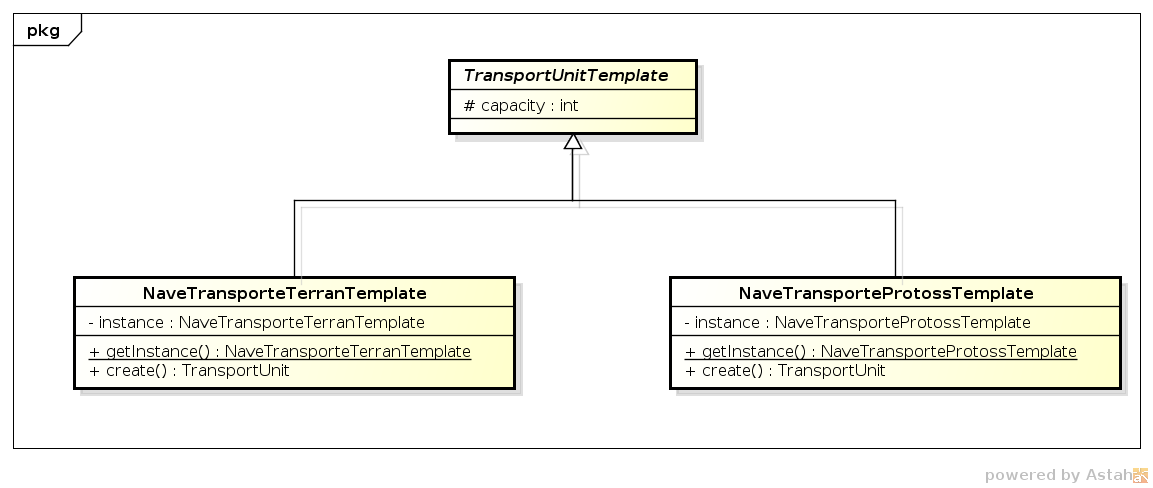 pkg
TransportUnitTemplate
# capacity : int
NaveTransporteTerranTemplate
- instance : NaveTransporteTerranTemplate
+ getInstance() : NaveTransporteTerranTemplate
+ create() : TransportUnit
NaveTransporteProtossTemplate
- instance : NaveTransporteProtossTemplate
+ getInstance() : NaveTransporteProtossTemplate
+ create() : TransportUnit
powered by Astah